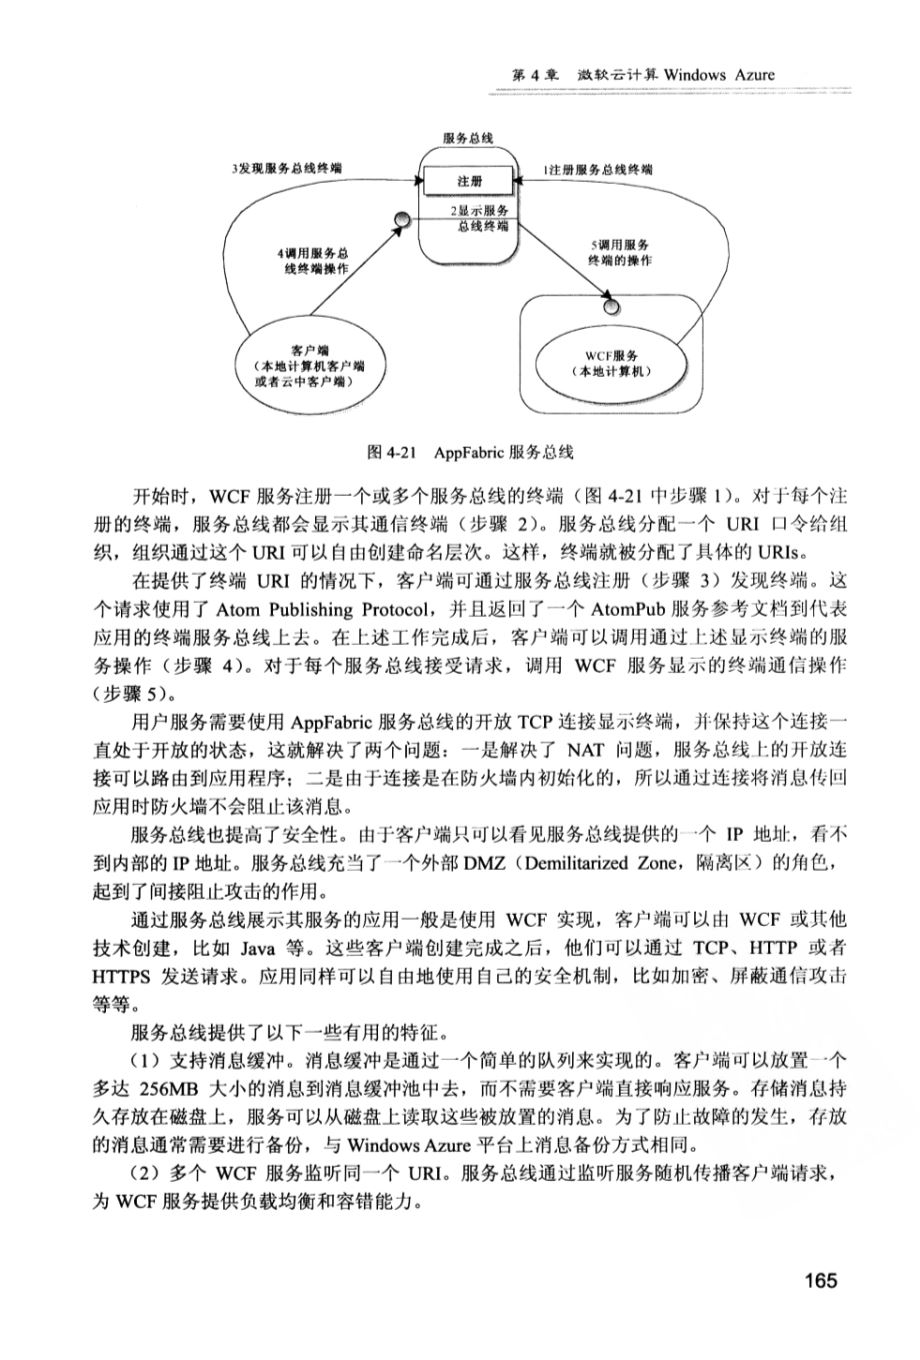 第 4 章 微软云计算 Windows Azure
服务总线
3发现服务总线终端
1注册服务总线终端
注册
2显示服务
总线终端
4调用服务总
线终端操作
5调用服务
终端的操作
客户端
（本地计算机客户端
或者云中客户端）
WCF服务
（本地计算机）
图 4-21 AppFabric 服务总线
开始时，WCF 服务注册一个或多个服务总线的终端（图 4-21 中步骤 1）。对于每个注
册的终端，服务总线都会显示其通信终端（步骤 2）。服务总线分配一个 URI 口令给组
织，组织通过这个 URI 可以自由创建命名层次。这样，终端就被分配了具体的 URIs。
在提供了终端 URI 的情况下，客户端可通过服务总线注册（步骤 3）发现终端。这
个请求使用了 Atom Publishing Protocol，并且返回了一个 AtomPub 服务参考文档到代表
应用的终端服务总线上去。在上述工作完成后，客户端可以调用通过上述显示终端的服
务操作（步骤 4）。对于每个服务总线接受请求，调用 WCF 服务显示的终端通信操作
（步骤 5）。
用户服务需要使用 AppFabric 服务总线的开放 TCP 连接显示终端，并保持这个连接一
直处于开放的状态，这就解决了两个问题：一是解决了 NAT 问题，服务总线上的开放连
接可以路由到应用程序；二是由于连接是在防火墙内初始化的，所以通过连接将消息传回
应用时防火墙不会阻止该消息。
服务总线也提高了安全性。由于客户端只可以看见服务总线提供的一个 IP 地址，看不
到内部的 IP 地址。服务总线充当了一个外部 DMZ（Demilitarized Zone，隔离区）的角色，
起到了间接阻止攻击的作用。
通过服务总线展示其服务的应用一般是使用 WCF 实现，客户端可以由 WCF 或其他
技术创建，比如 Java 等。这些客户端创建完成之后，他们可以通过 TCP、HTTP 或者
HTTPS 发送请求。应用同样可以自由地使用自己的安全机制，比如加密、屏蔽通信攻击
等等。
服务总线提供了以下一些有用的特征。
（1）支持消息缓冲。消息缓冲是通过一个简单的队列来实现的。客户端可以放置一个
多达 256MB 大小的消息到消息缓冲池中去，而不需要客户端直接响应服务。存储消息持
久存放在磁盘上，服务可以从磁盘上读取这些被放置的消息。为了防止故障的发生，存放
的消息通常需要进行备份，与 Windows Azure 平台上消息备份方式相同。
（2）多个 WCF 服务监听同一个 URI。服务总线通过监听服务随机传播客户端请求，
为 WCF 服务提供负载均衡和容错能力。
165